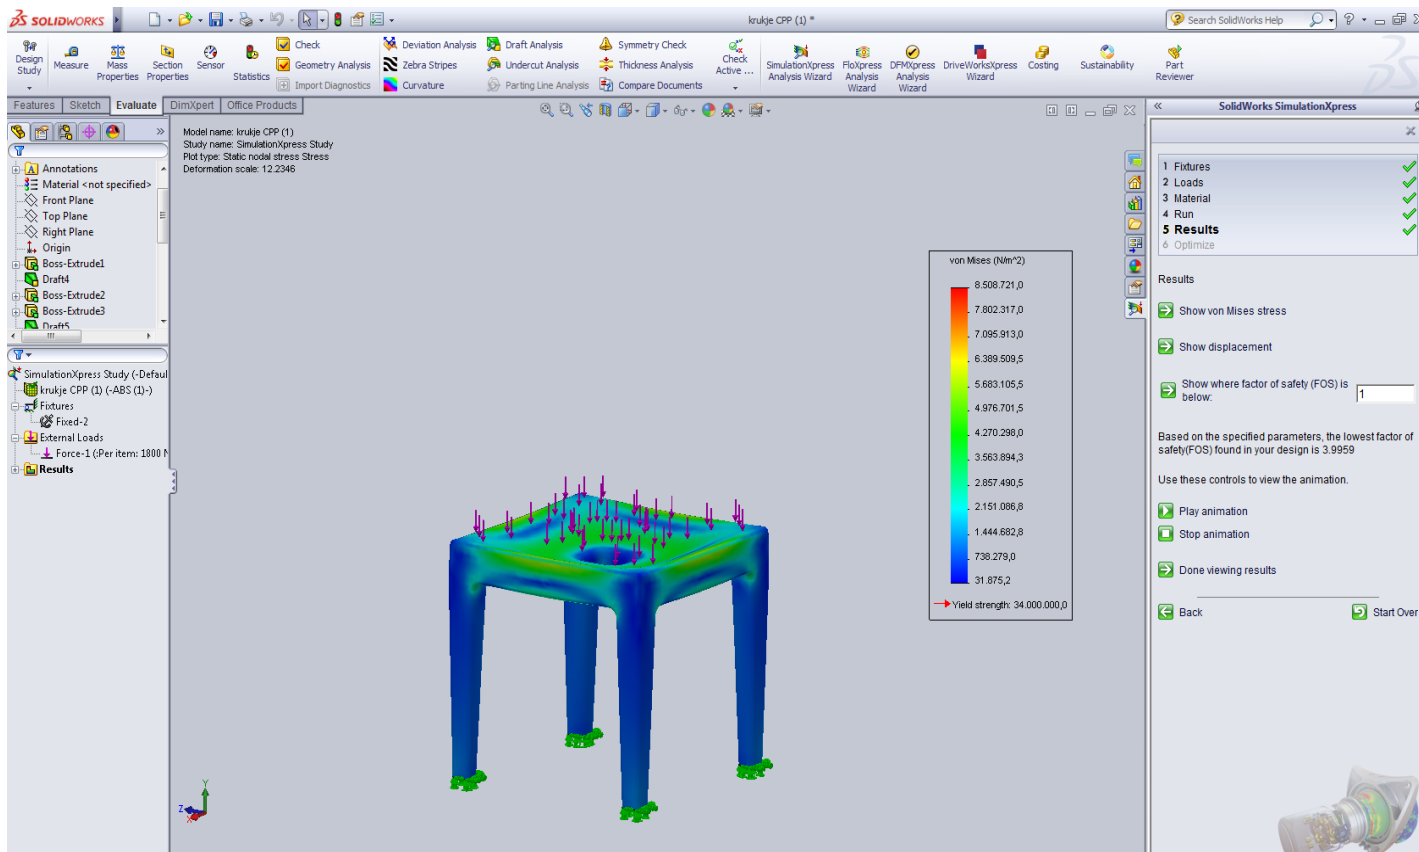 SOLIDWORKS
krukje CPP (1) *
Search SolidWorks Help
Design Study
Measure
Mass Properties
Section Properties
Sensor
Statistics
Check
Geometry Analysis
Import Diagnostics
Deviation Analysis
Zebra Stripes
Curvature
Draft Analysis
Undercut Analysis
Parting Line Analysis
Symmetry Check
Thickness Analysis
Compare Documents
Check Active ...
SimulationXpress Analysis Wizard
FloXpress Analysis Wizard
DFMXpress Analysis Wizard
DriveWorksXpress Wizard
Costing
Sustainability
Part Reviewer
Features
Sketch
Evaluate
DimXpert
Office Products
Annotations
Material <not specified>
Front Plane
Top Plane
Right Plane
Origin
Boss-Extrude1
Draft4
Boss-Extrude2
Boss-Extrude3
Draft5
SimulationXpress Study (-Defaul
krukje CPP (1) (-ABS (1)-)
Fixtures
Fixed-2
External Loads
Force-1 (:Per item: 1800 N
Results
Model name: krukje CPP (1)
Study name: SimulationXpress Study
Plot type: Static nodal stress Stress
Deformation scale: 12.2346
von Mises (N/m^2)
8.508.721,0
7.802.317,0
7.095.913,0
6.389.509,5
5.683.105,5
4.976.701,5
4.270.298,0
3.563.894,3
2.857.490,5
2.151.086,8
1.444.682,8
738.279,0
31.875,2
Yield strength: 34.000.000,0
Y
Z
X
SolidWorks SimulationXpress
1 Fixtures
2 Loads
3 Material
4 Run
5 Results
6 Optimize
Results
Show von Mises stress
Show displacement
Show where factor of safety (FOS) is
below:
1
Based on the specified parameters, the lowest factor of
safety(FOS) found in your design is 3.9959
Use these controls to view the animation.
Play animation
Stop animation
Done viewing results
Back
Start Over